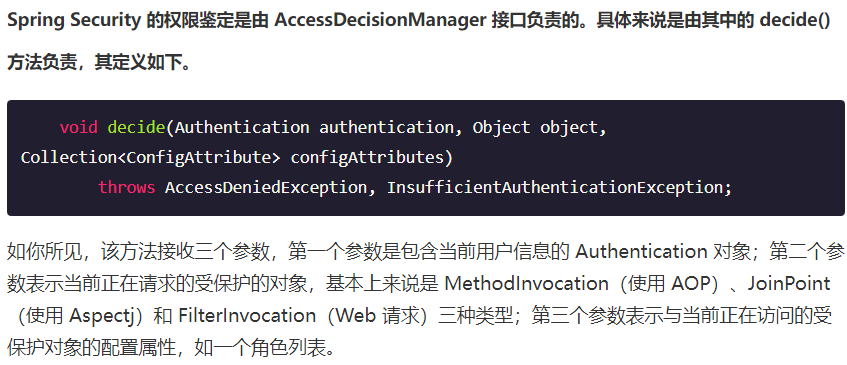 Spring Security 的权限鉴定是由 AccessDecisionManager 接口负责的。具体来说是由其中的 decide()
方法负责，其定义如下。
void decide(Authentication authentication, Object object,
Collection<ConfigAttribute> configAttributes)
throws AccessDeniedException, InsufficientAuthenticationException;
如你所见，该方法接收三个参数，第一个参数是包含当前用户信息的 Authentication 对象；第二个参
数表示当前正在请求的受保护的对象，基本上来说是 MethodInvocation（使用 AOP）、JoinPoint
（使用 Aspectj）和 FilterInvocation（Web 请求）三种类型；第三个参数表示与当前正在访问的受
保护对象的配置属性，如一个角色列表。